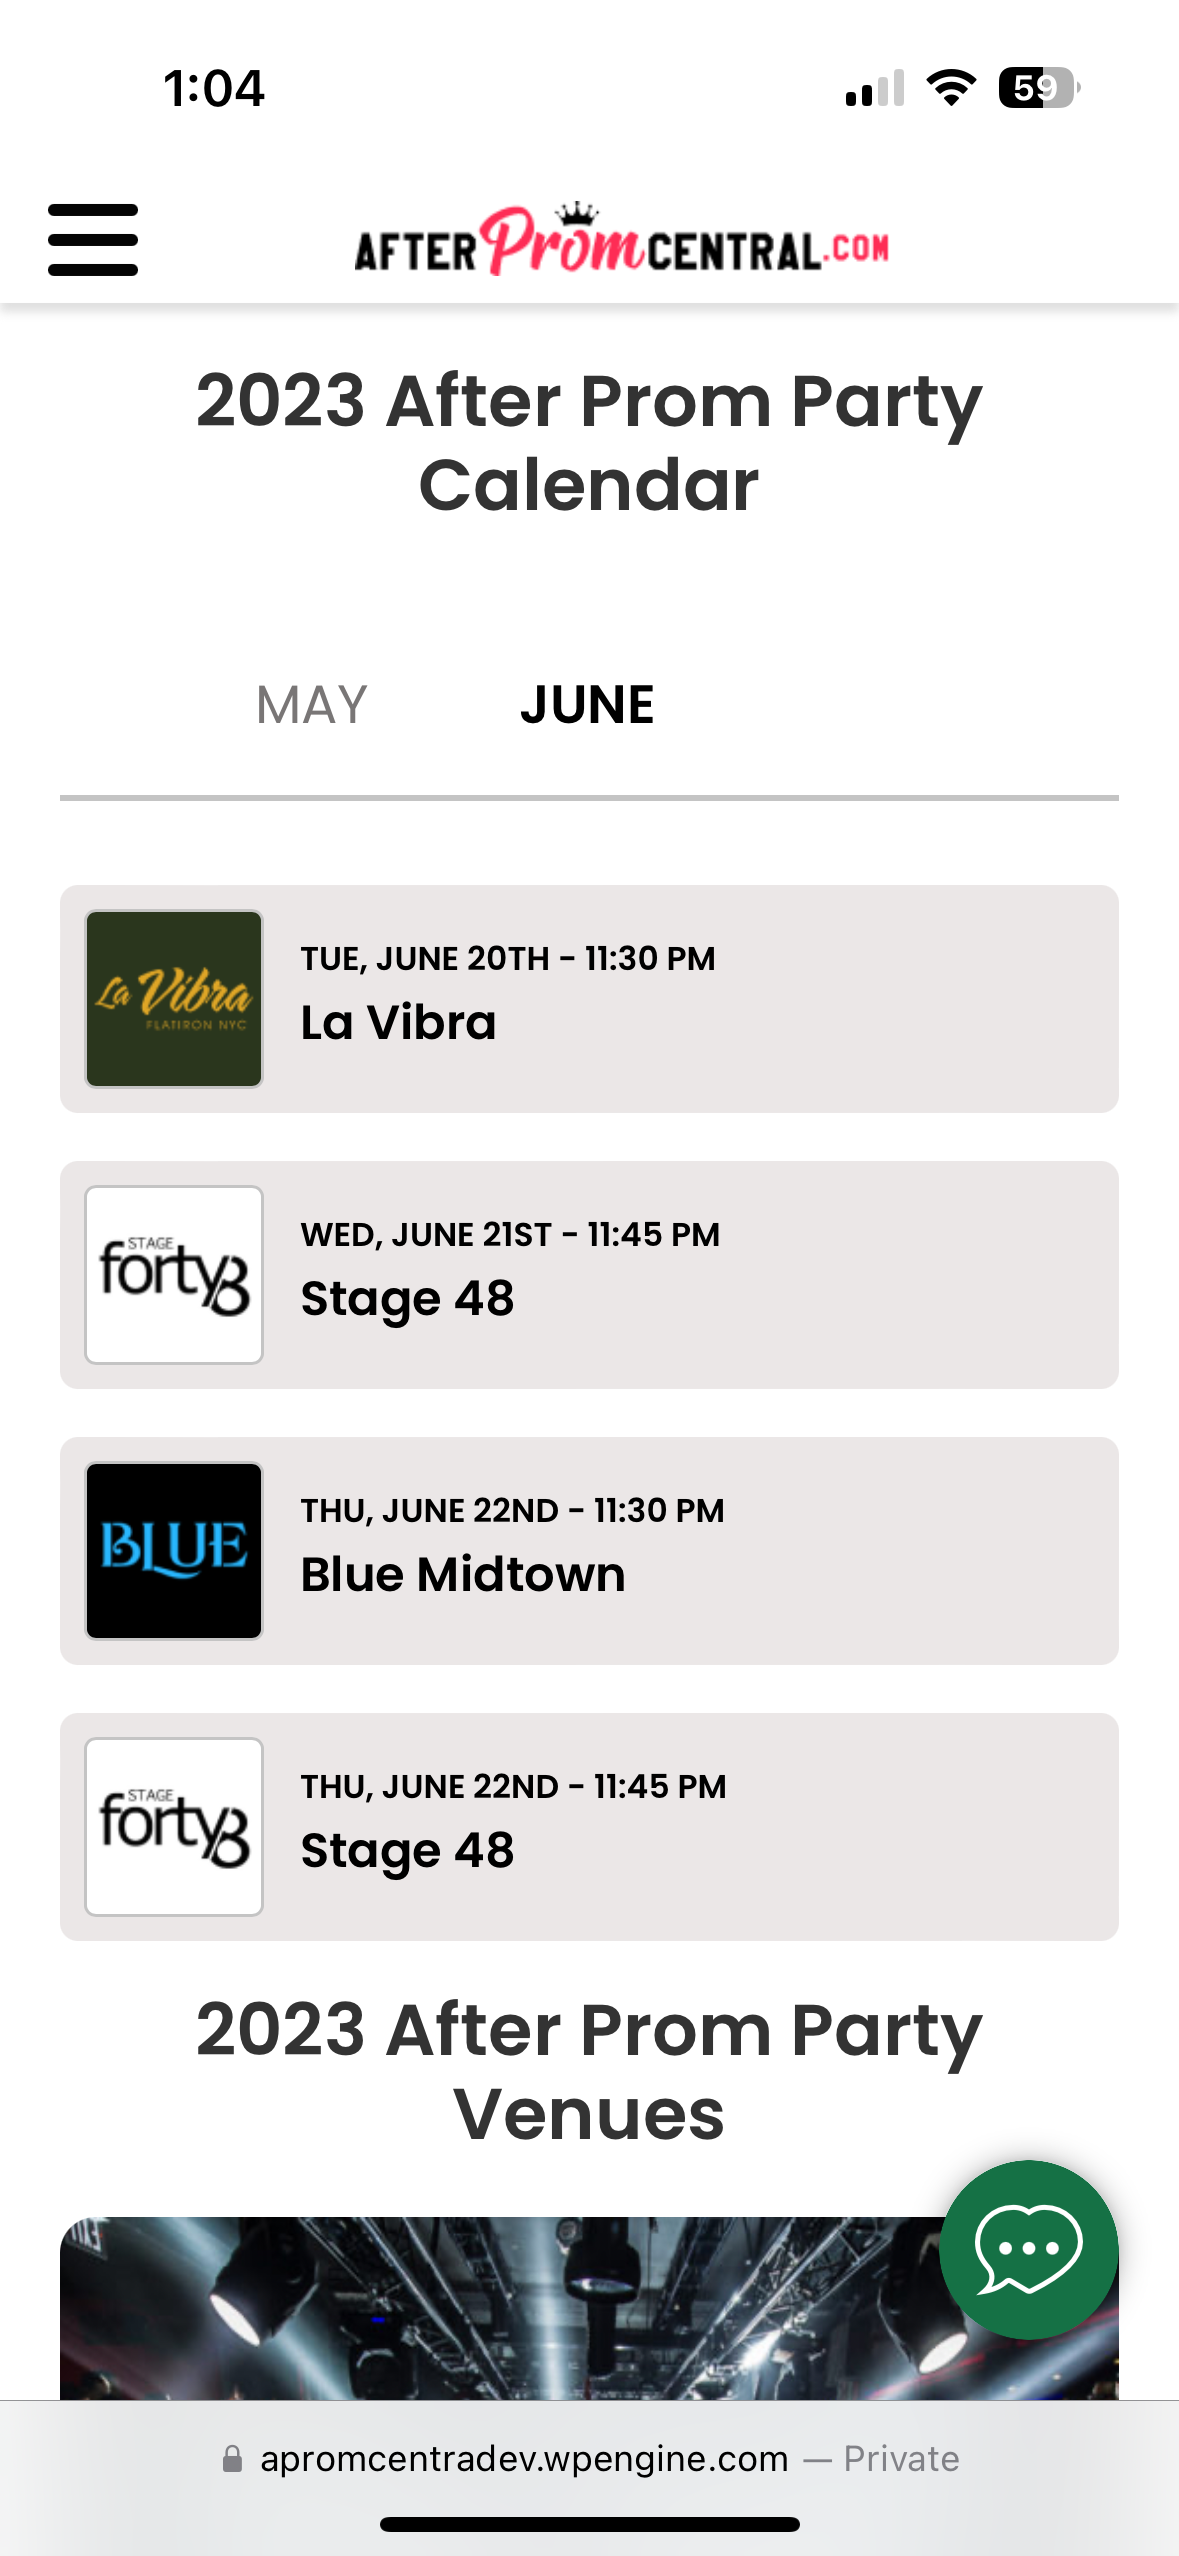 1:04
59
AFTER Prom CENTRAL.COM
2023 After Prom Party
Calendar
MAY JUNE
La Vibra
FLATIRON NYC
TUE, JUNE 20TH - 11:30 PM
La Vibra
STAGE
forty8
WED, JUNE 21ST - 11:45 PM
Stage 48
BLUE
THU, JUNE 22ND - 11:30 PM
Blue Midtown
STAGE
forty8
THU, JUNE 22ND - 11:45 PM
Stage 48
2023 After Prom Party
Venues
apromcentradev.wpengine.com — Private